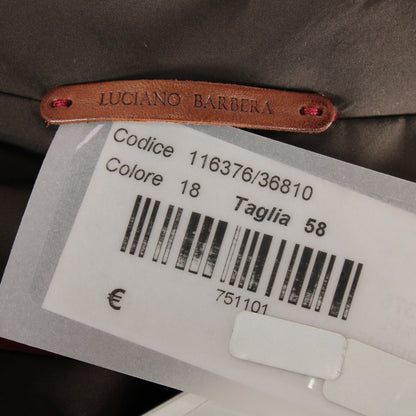 LUCIANO BARBERA
Codice 116376/36810
Colore 18 Taglia 58
751101
€